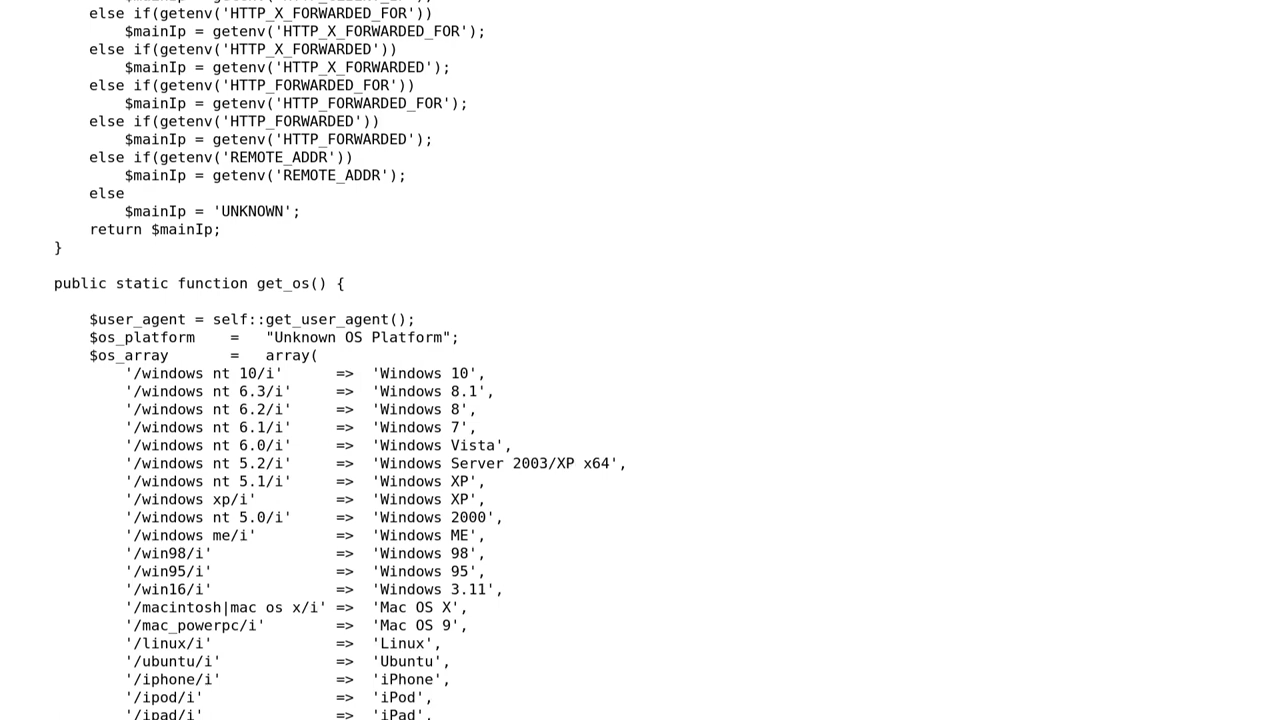 else if(getenv('HTTP_X_FORWARDED_FOR'))
$mainIp = getenv('HTTP_X_FORWARDED_FOR');
else if(getenv('HTTP_X_FORWARDED'))
$mainIp = getenv('HTTP_X_FORWARDED');
else if(getenv('HTTP_FORWARDED_FOR'))
$mainIp = getenv('HTTP_FORWARDED_FOR');
else if(getenv('HTTP_FORWARDED'))
$mainIp = getenv('HTTP_FORWARDED');
else if(getenv('REMOTE_ADDR'))
$mainIp = getenv('REMOTE_ADDR');
else
$mainIp = 'UNKNOWN';
return $mainIp;
}
public static function get_os() {
$user_agent = self::get_user_agent();
$os_platform    =   "Unknown OS Platform";
$os_array       =   array(
'/windows nt 10/i'      =>  'Windows 10',
'/windows nt 6.3/i'     =>  'Windows 8.1',
'/windows nt 6.2/i'     =>  'Windows 8',
'/windows nt 6.1/i'     =>  'Windows 7',
'/windows nt 6.0/i'     =>  'Windows Vista',
'/windows nt 5.2/i'     =>  'Windows Server 2003/XP x64',
'/windows nt 5.1/i'     =>  'Windows XP',
'/windows xp/i'         =>  'Windows XP',
'/windows nt 5.0/i'     =>  'Windows 2000',
'/windows me/i'         =>  'Windows ME',
'/win98/i'              =>  'Windows 98',
'/win95/i'              =>  'Windows 95',
'/win16/i'              =>  'Windows 3.11',
'/macintosh|mac os x/i' =>  'Mac OS X',
'/mac_powerpc/i'        =>  'Mac OS 9',
'/linux/i'              =>  'Linux',
'/ubuntu/i'             =>  'Ubuntu',
'/iphone/i'             =>  'iPhone',
'/ipod/i'               =>  'iPod',
'/ipad/i'               =>  'iPad',